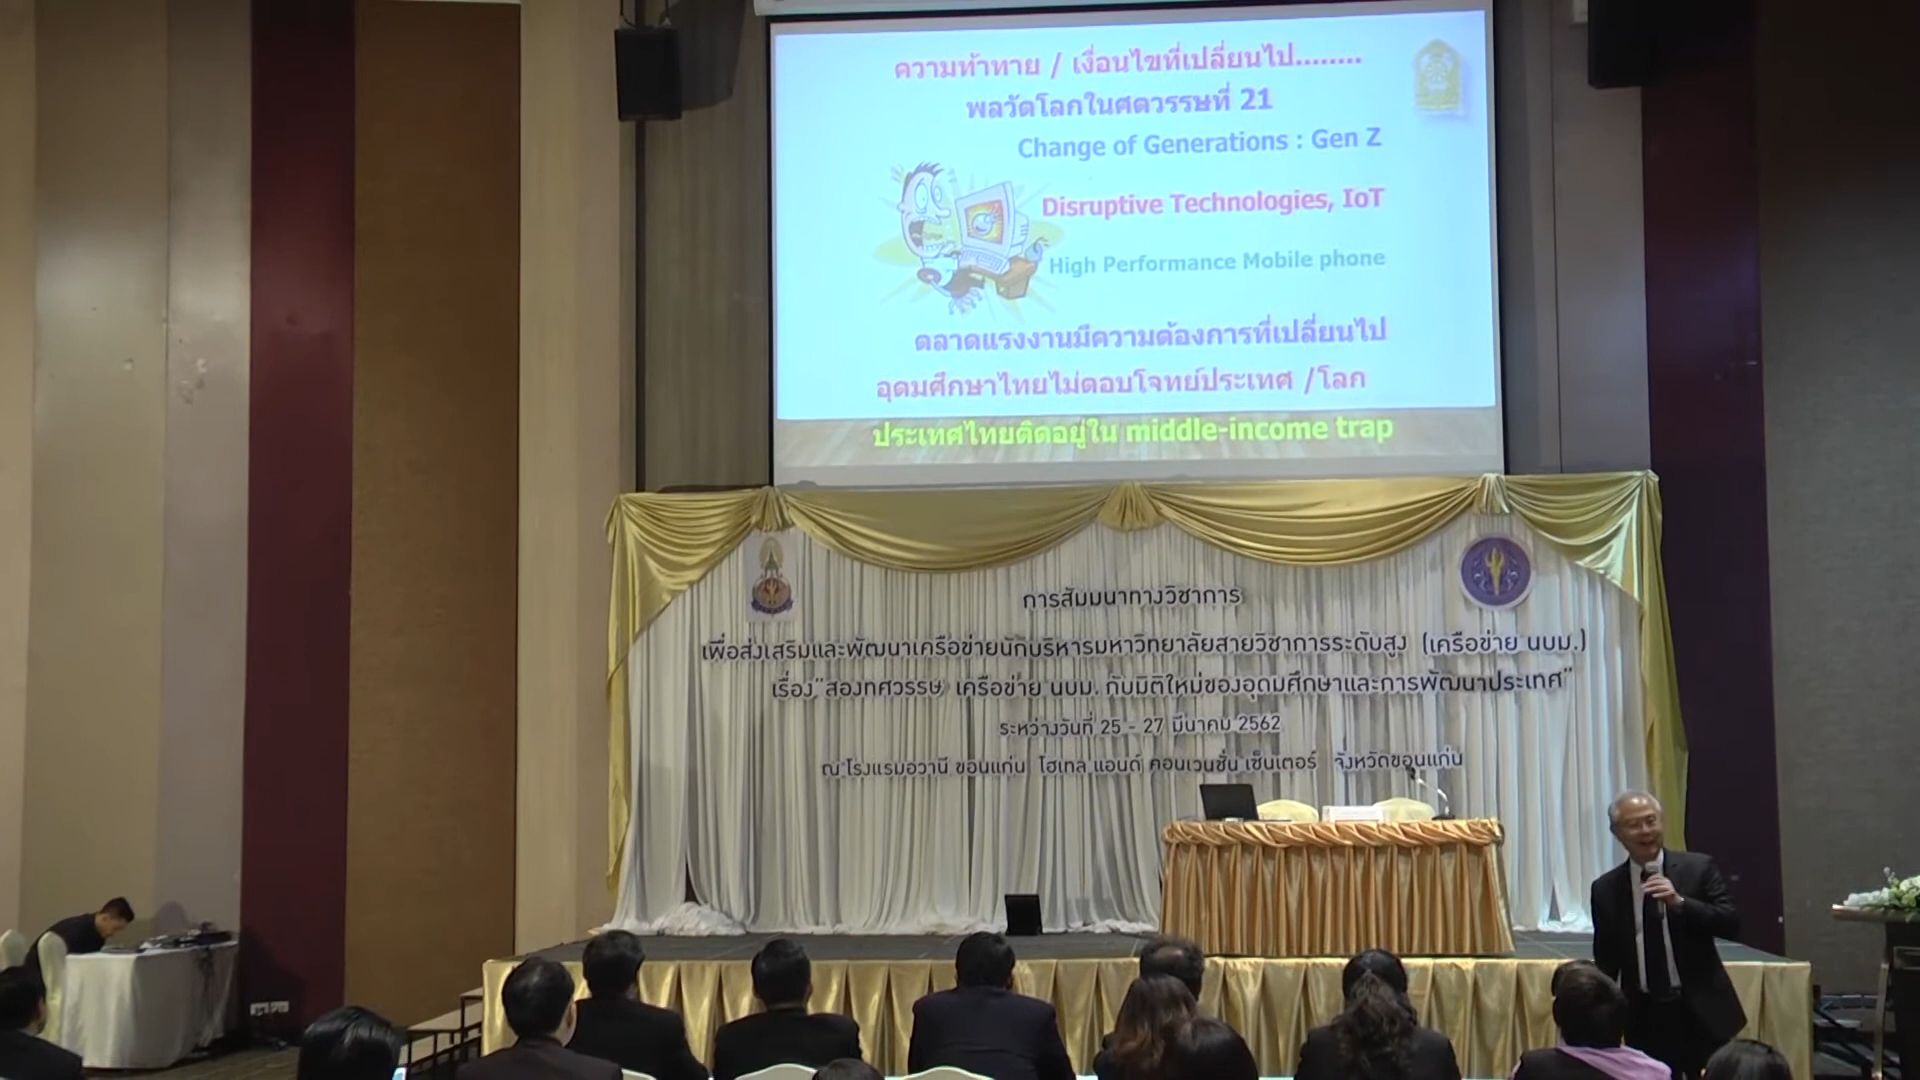 ความท้าทาย / เงื่อนไขที่เปลี่ยนไป........
พลวัตโลกในศตวรรษที่ 21
Change of Generations : Gen Z
Disruptive Technologies, IoT
High Performance Mobile phone
ตลาดแรงงานมีความต้องการที่เปลี่ยนไป
อุดมศึกษาไทยไม่ตอบโจทย์ประเทศ /โลก
ประเทศไทยติดอยู่ใน middle-income trap
การสัมมนาทางวิชาการ
เพื่อส่งเสริมและพัฒนาเครือข่ายนักบริหารมหาวิทยาลัยสายวิชาการระดับสูง (เครือข่าย นบม.)
เรื่อง "สองทศวรรษ เครือข่าย นบม. กับมิติใหม่ของอุดมศึกษาและการพัฒนาประเทศ"
ระหว่างวันที่ 25 - 27 มีนาคม 2562
ณ โรงแรมอวานี ขอนแก่น โฮเทล แอนด์ คอนเวนชั่น เซ็นเตอร์ จังหวัดขอนแก่น